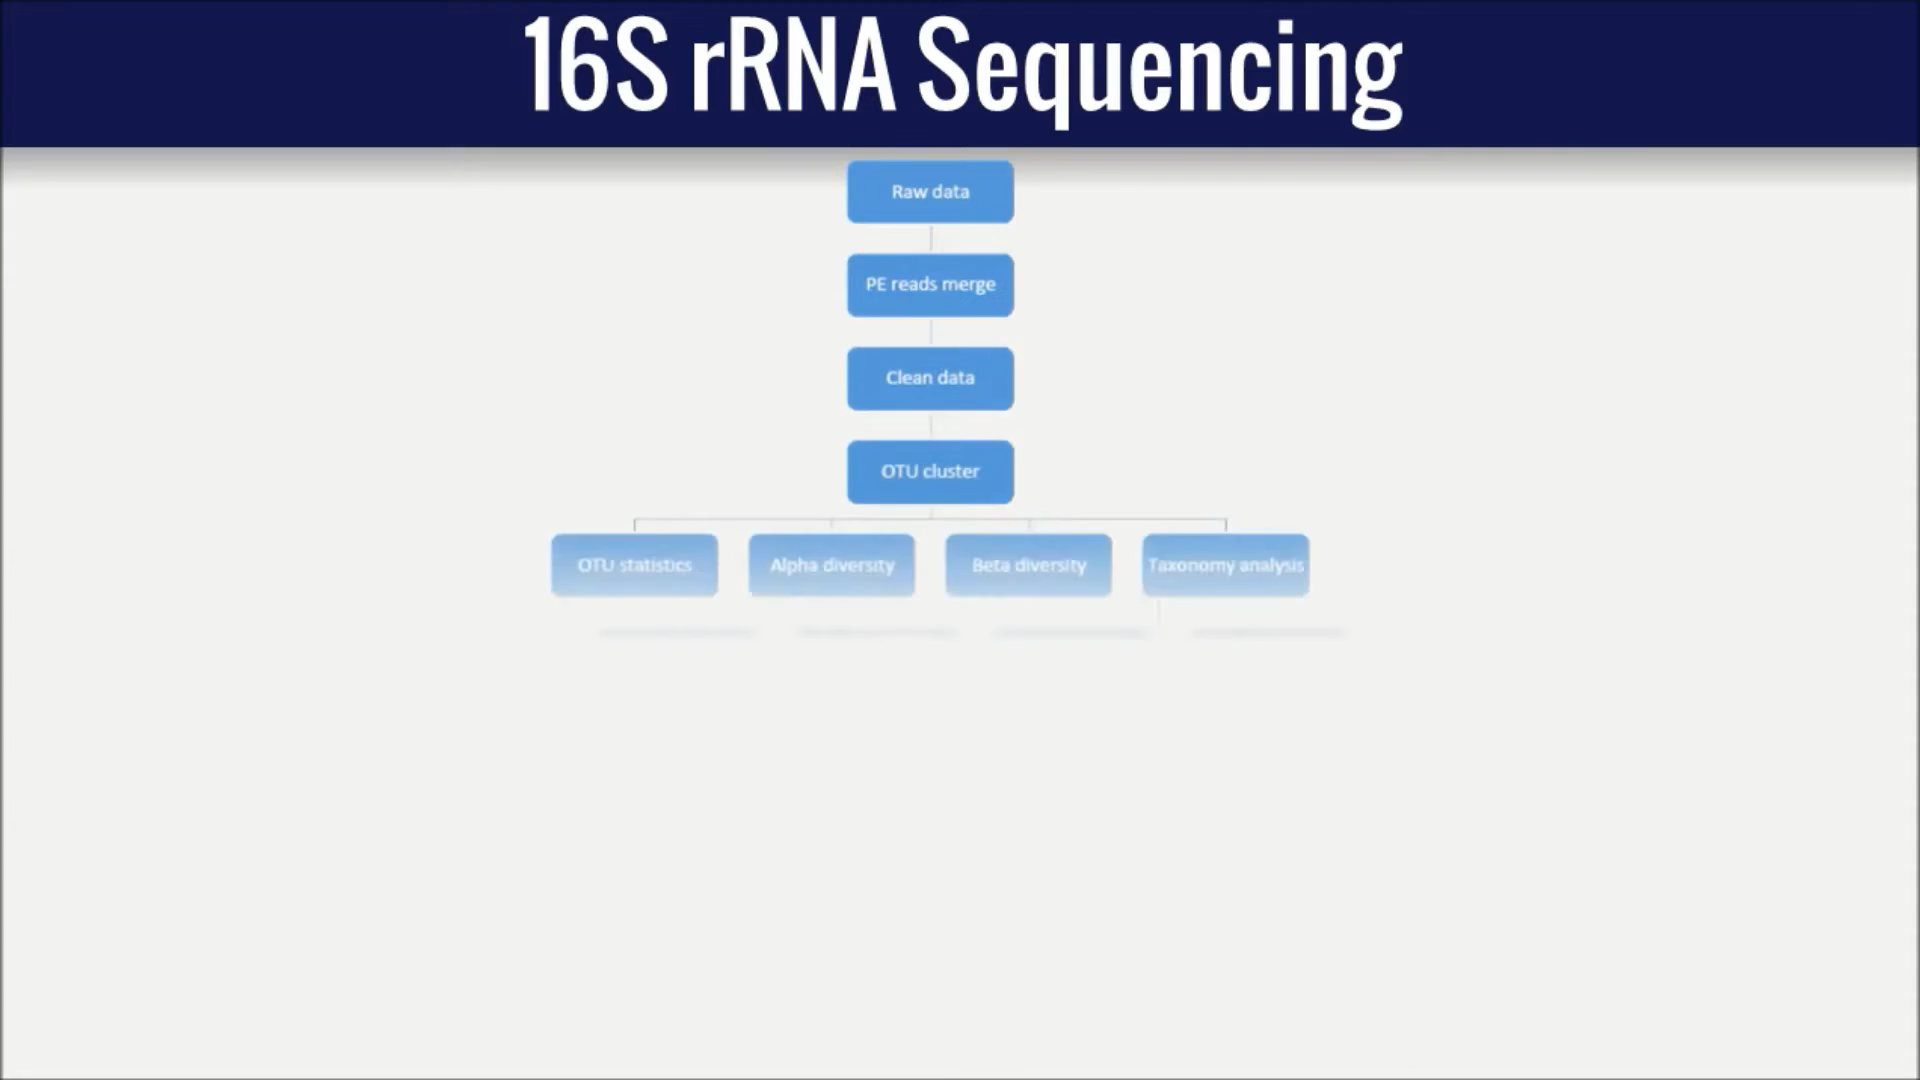 16S rRNA Sequencing
Raw data
PE reads merge
Clean data
OTU cluster
OTU statistics
Alpha diversity
Beta diversity
Taxonomy analysis